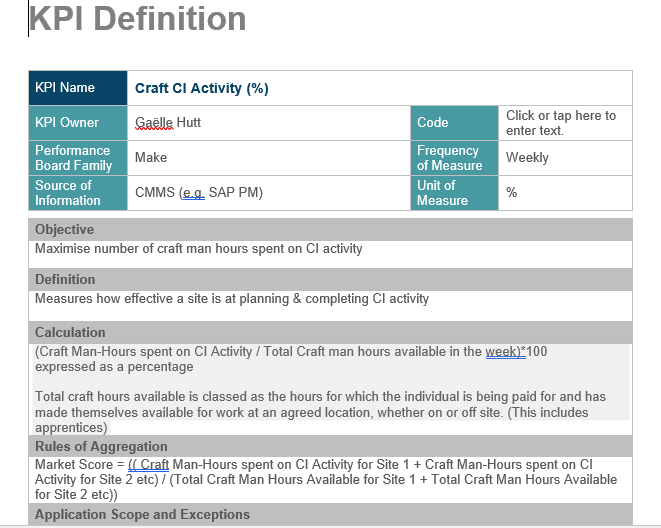 KPI Definition
KPI Name
Craft CI Activity (%)
KPI Owner
Gaëlle Hutt
Code
Click or tap here to
enter text.
Performance
Board Family
Make
Frequency
of Measure
Weekly
Source of
Information
CMMS (e.g. SAP PM)
Unit of
Measure
%
Objective
Maximise number of craft man hours spent on CI activity
Definition
Measures how effective a site is at planning & completing CI activity
Calculation
(Craft Man-Hours spent on CI Activity / Total Craft man hours available in the week)*100
expressed as a percentage
Total craft hours available is classed as the hours for which the individual is being paid for and has
made themselves available for work at an agreed location, whether on or off site. (This includes
apprentices)
Rules of Aggregation
Market Score = (( Craft Man-Hours spent on CI Activity for Site 1 + Craft Man-Hours spent on CI
Activity for Site 2 etc) / (Total Craft Man Hours Available for Site 1 + Total Craft Man Hours Available
for Site 2 etc))
Application Scope and Exceptions